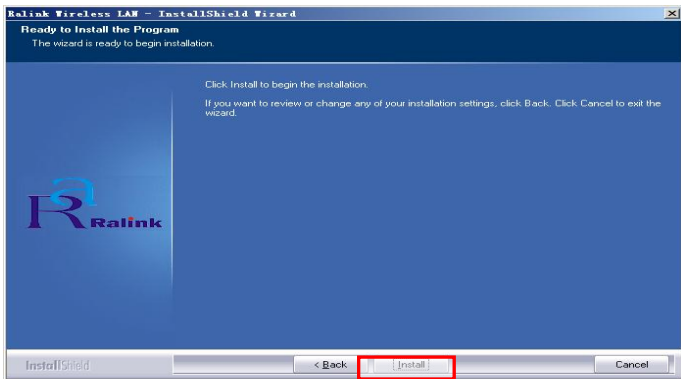 Ralink Wireless LAN - InstallShield Wizard
Ready to Install the Program
The wizard is ready to begin installation.
Click Install to begin the installation.
If you want to review or change any of your installation settings, click Back. Click Cancel to exit the
wizard.
Ralink
InstallShield
< Back
Install
Cancel